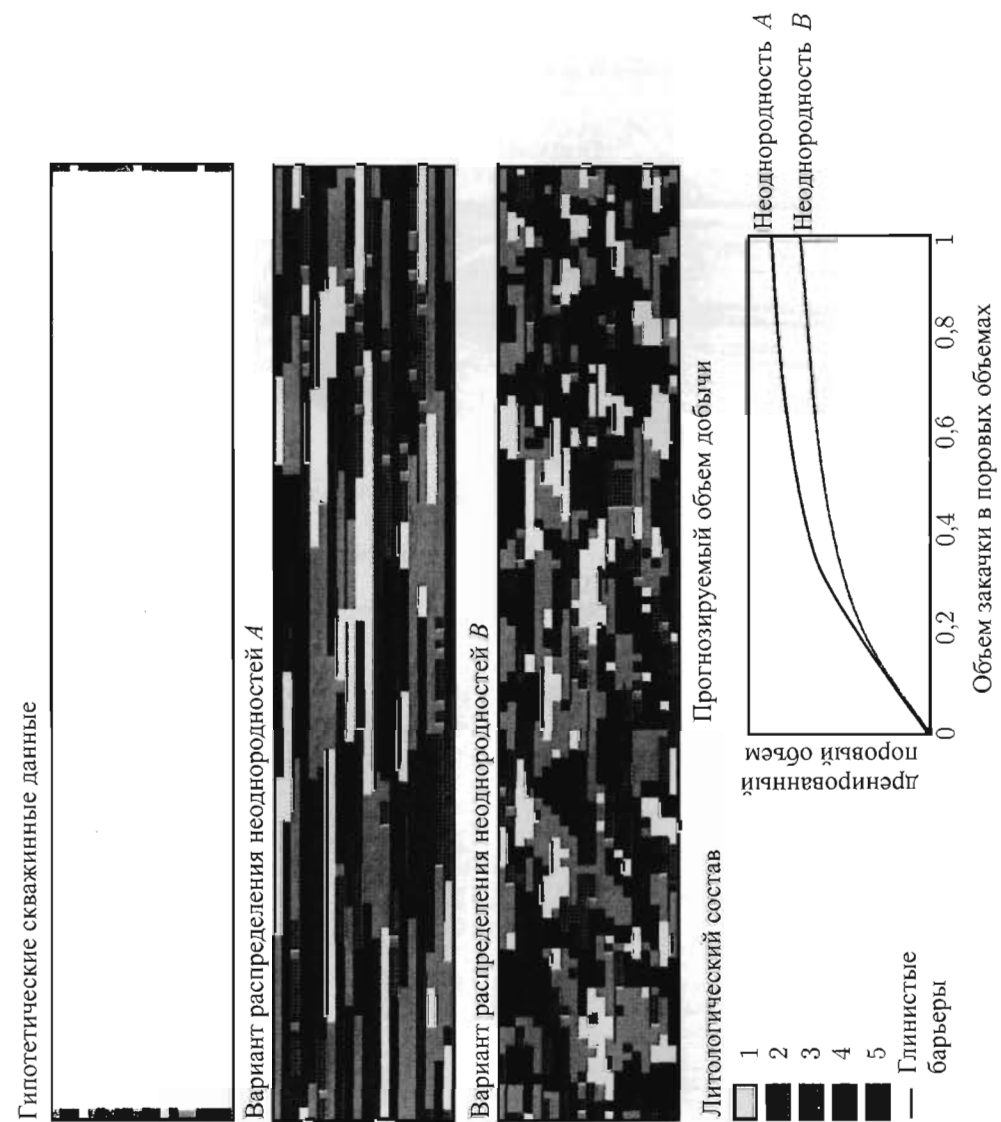 Гипотетические скважинные данные
Вариант распределения неоднородностей A
Вариант распределения неоднородностей B
Литологический состав
1
2
3
4
5
Глинистые
барьеры
Прогнозируемый объем добычи
дренированный
поровый объем
Неоднородность A
Неоднородность B
0
0,2
0,4
0,6
0,8
1
Объем закачки в поровых объемах